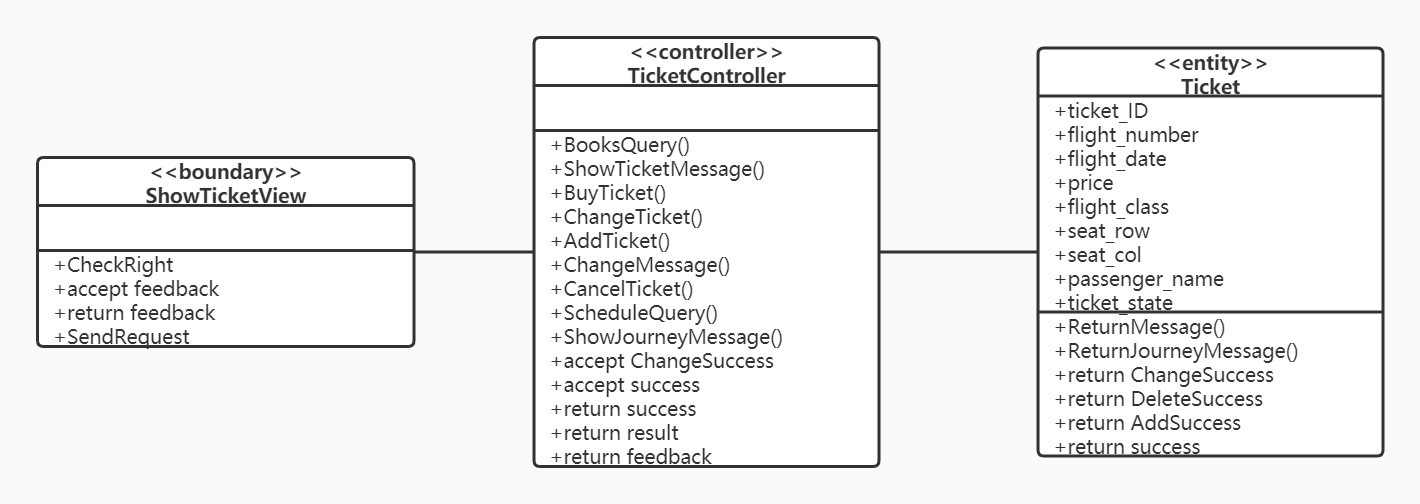 <<boundary>>
ShowTicketView
+CheckRight
+accept feedback
+return feedback
+SendRequest
<<controller>>
TicketController
+BooksQuery()
+ShowTicketMessage()
+BuyTicket()
+ChangeTicket()
+AddTicket()
+ChangeMessage()
+CancelTicket()
+ScheduleQuery()
+ShowJourneyMessage()
+accept ChangeSuccess
+accept success
+return success
+return result
+return feedback
<<entity>>
Ticket
+ticket_ID
+flight_number
+flight_date
+price
+flight_class
+seat_row
+seat_col
+passenger_name
+ticket_state
+ReturnMessage()
+ReturnJourneyMessage()
+return ChangeSuccess
+return DeleteSuccess
+return AddSuccess
+return success